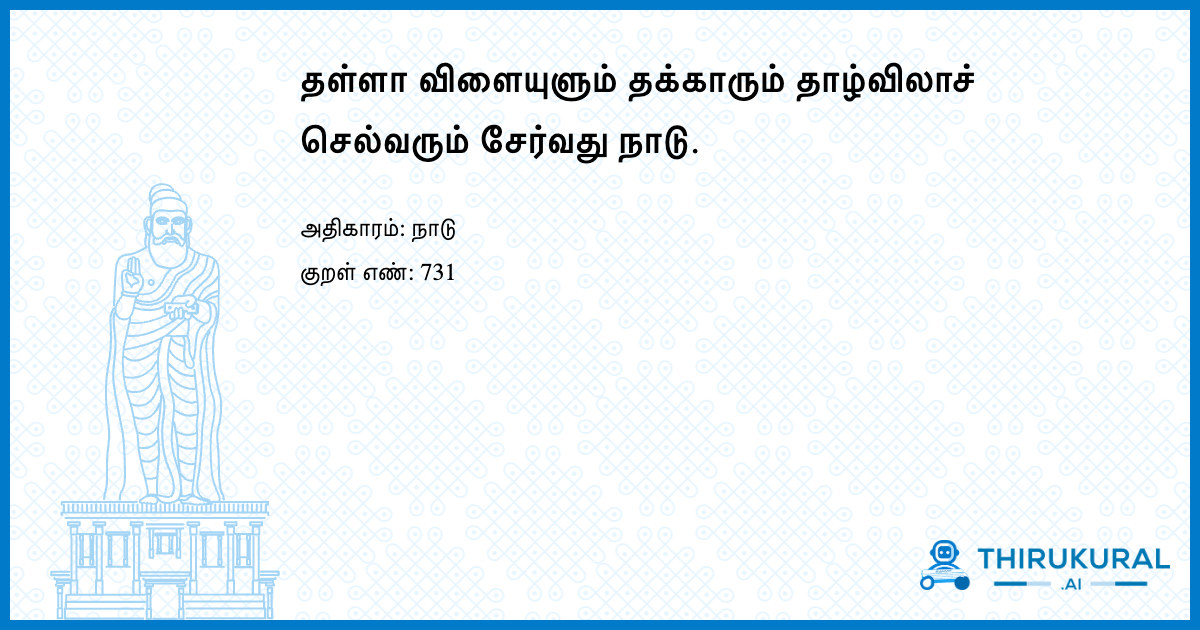 தள்ளா விளையுளும் தக்காரும் தாழ்விலாச்
செல்வரும் சேர்வது நாடு.
அதிகாரம்: நாடு
குறள் எண்: 731
THIRUKURAL
.AI